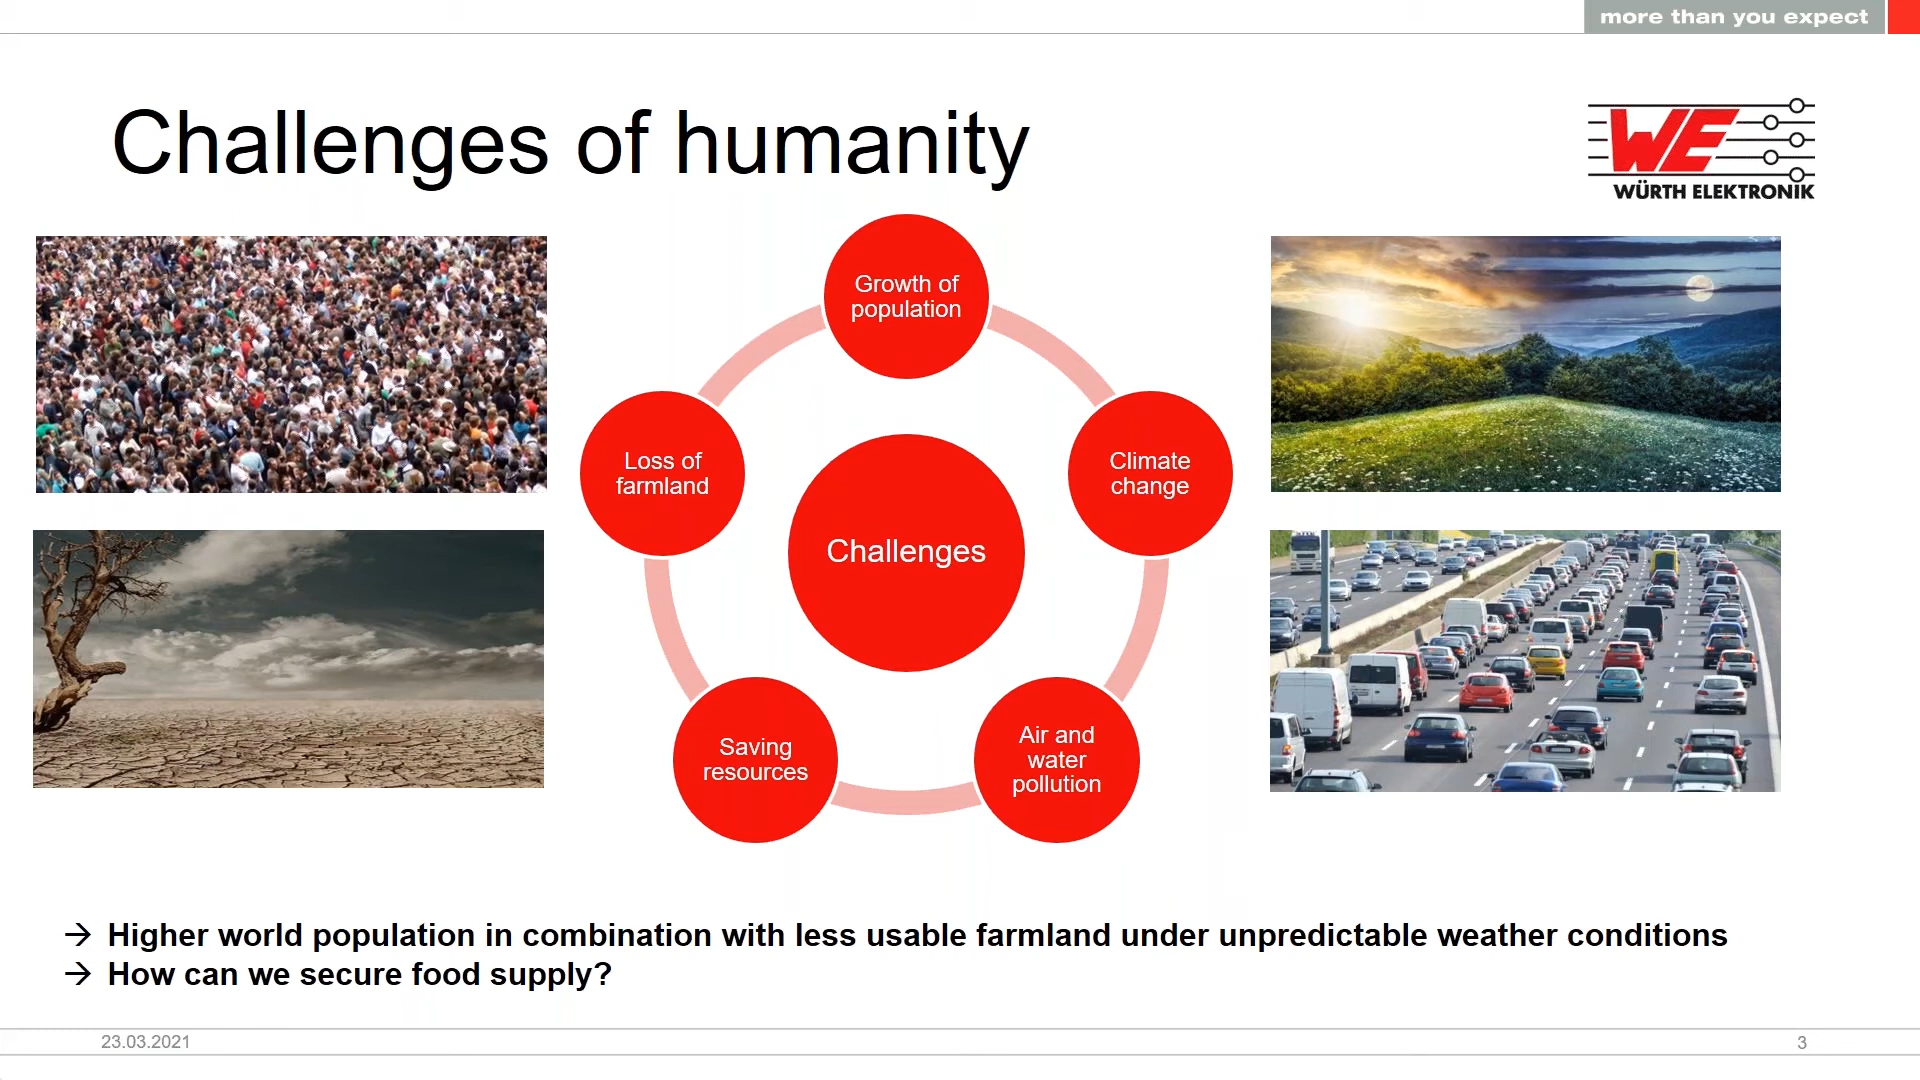 more than you expect
Challenges of humanity
WE
WÜRTH ELEKTRONIK
Growth of
population
Loss of
farmland
Climate
change
Challenges
Saving
resources
Air and
water
pollution
→ Higher world population in combination with less usable farmland under unpredictable weather conditions
→ How can we secure food supply?
23.03.2021
3